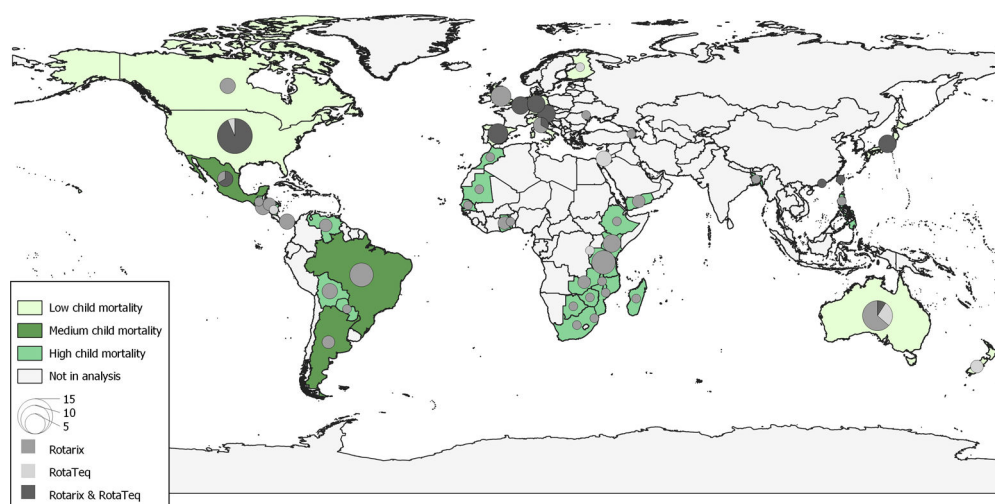 Low child mortality
Medium child mortality
High child mortality
Not in analysis
15
10
5
Rotarix
RotaTeq
Rotarix & RotaTeq